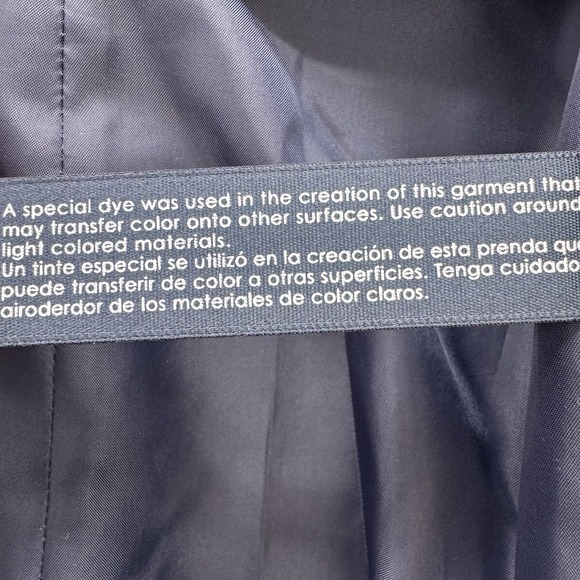 A special dye was used in the creation of this garment that
may transfer color onto other surfaces. Use caution around
light colored materials.
Un tinte especial se utilizó en la creación de esta prenda que
puede transferir de color a otras superficies. Tenga cuidado
airoderdor de los materiales de color claros.